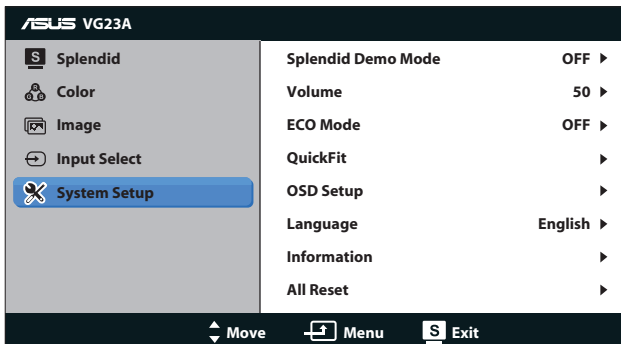 ASUS VG23A
S Splendid
Color
Image
Input Select
System Setup
Splendid Demo Mode OFF
Volume 50
ECO Mode OFF
QuickFit
OSD Setup
Language English
Information
All Reset
Move Menu S Exit